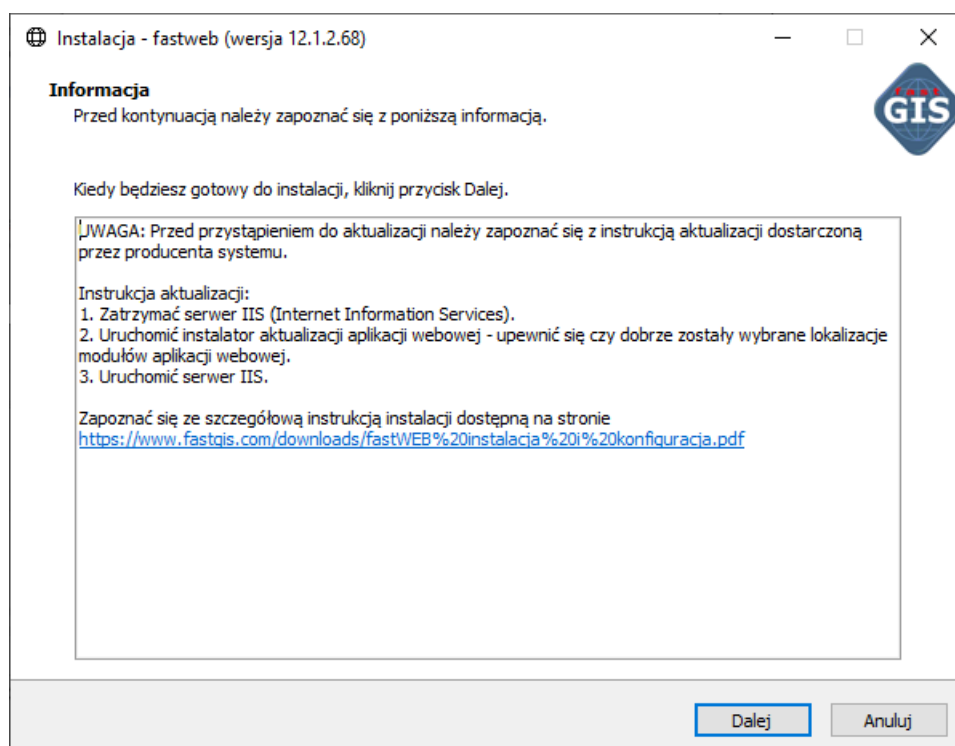 Instalacja - fastweb (wersja 12.1.2.68)
Informacja
Przed kontynuacją należy zapoznać się z poniższą informacją.
GIS
Kiedy będziesz gotowy do instalacji, kliknij przycisk Dalej.
UWAGA: Przed przystąpieniem do aktualizacji należy zapoznać się z instrukcją aktualizacji dostarczoną
przez producenta systemu.
Instrukcja aktualizacji:
1. Zatrzymać serwer IIS (Internet Information Services).
2. Uruchomić instalator aktualizacji aplikacji webowej - upewnić się czy dobrze zostały wybrane lokalizacje
modułów aplikacji webowej.
3. Uruchomić serwer IIS.
Zapoznać się ze szczegółową instrukcją instalacji dostępną na stronie
https://www.fastgis.com/downloads/fastWEB%20instalacja%20i%20konfiguracja.pdf
Dalej Anuluj